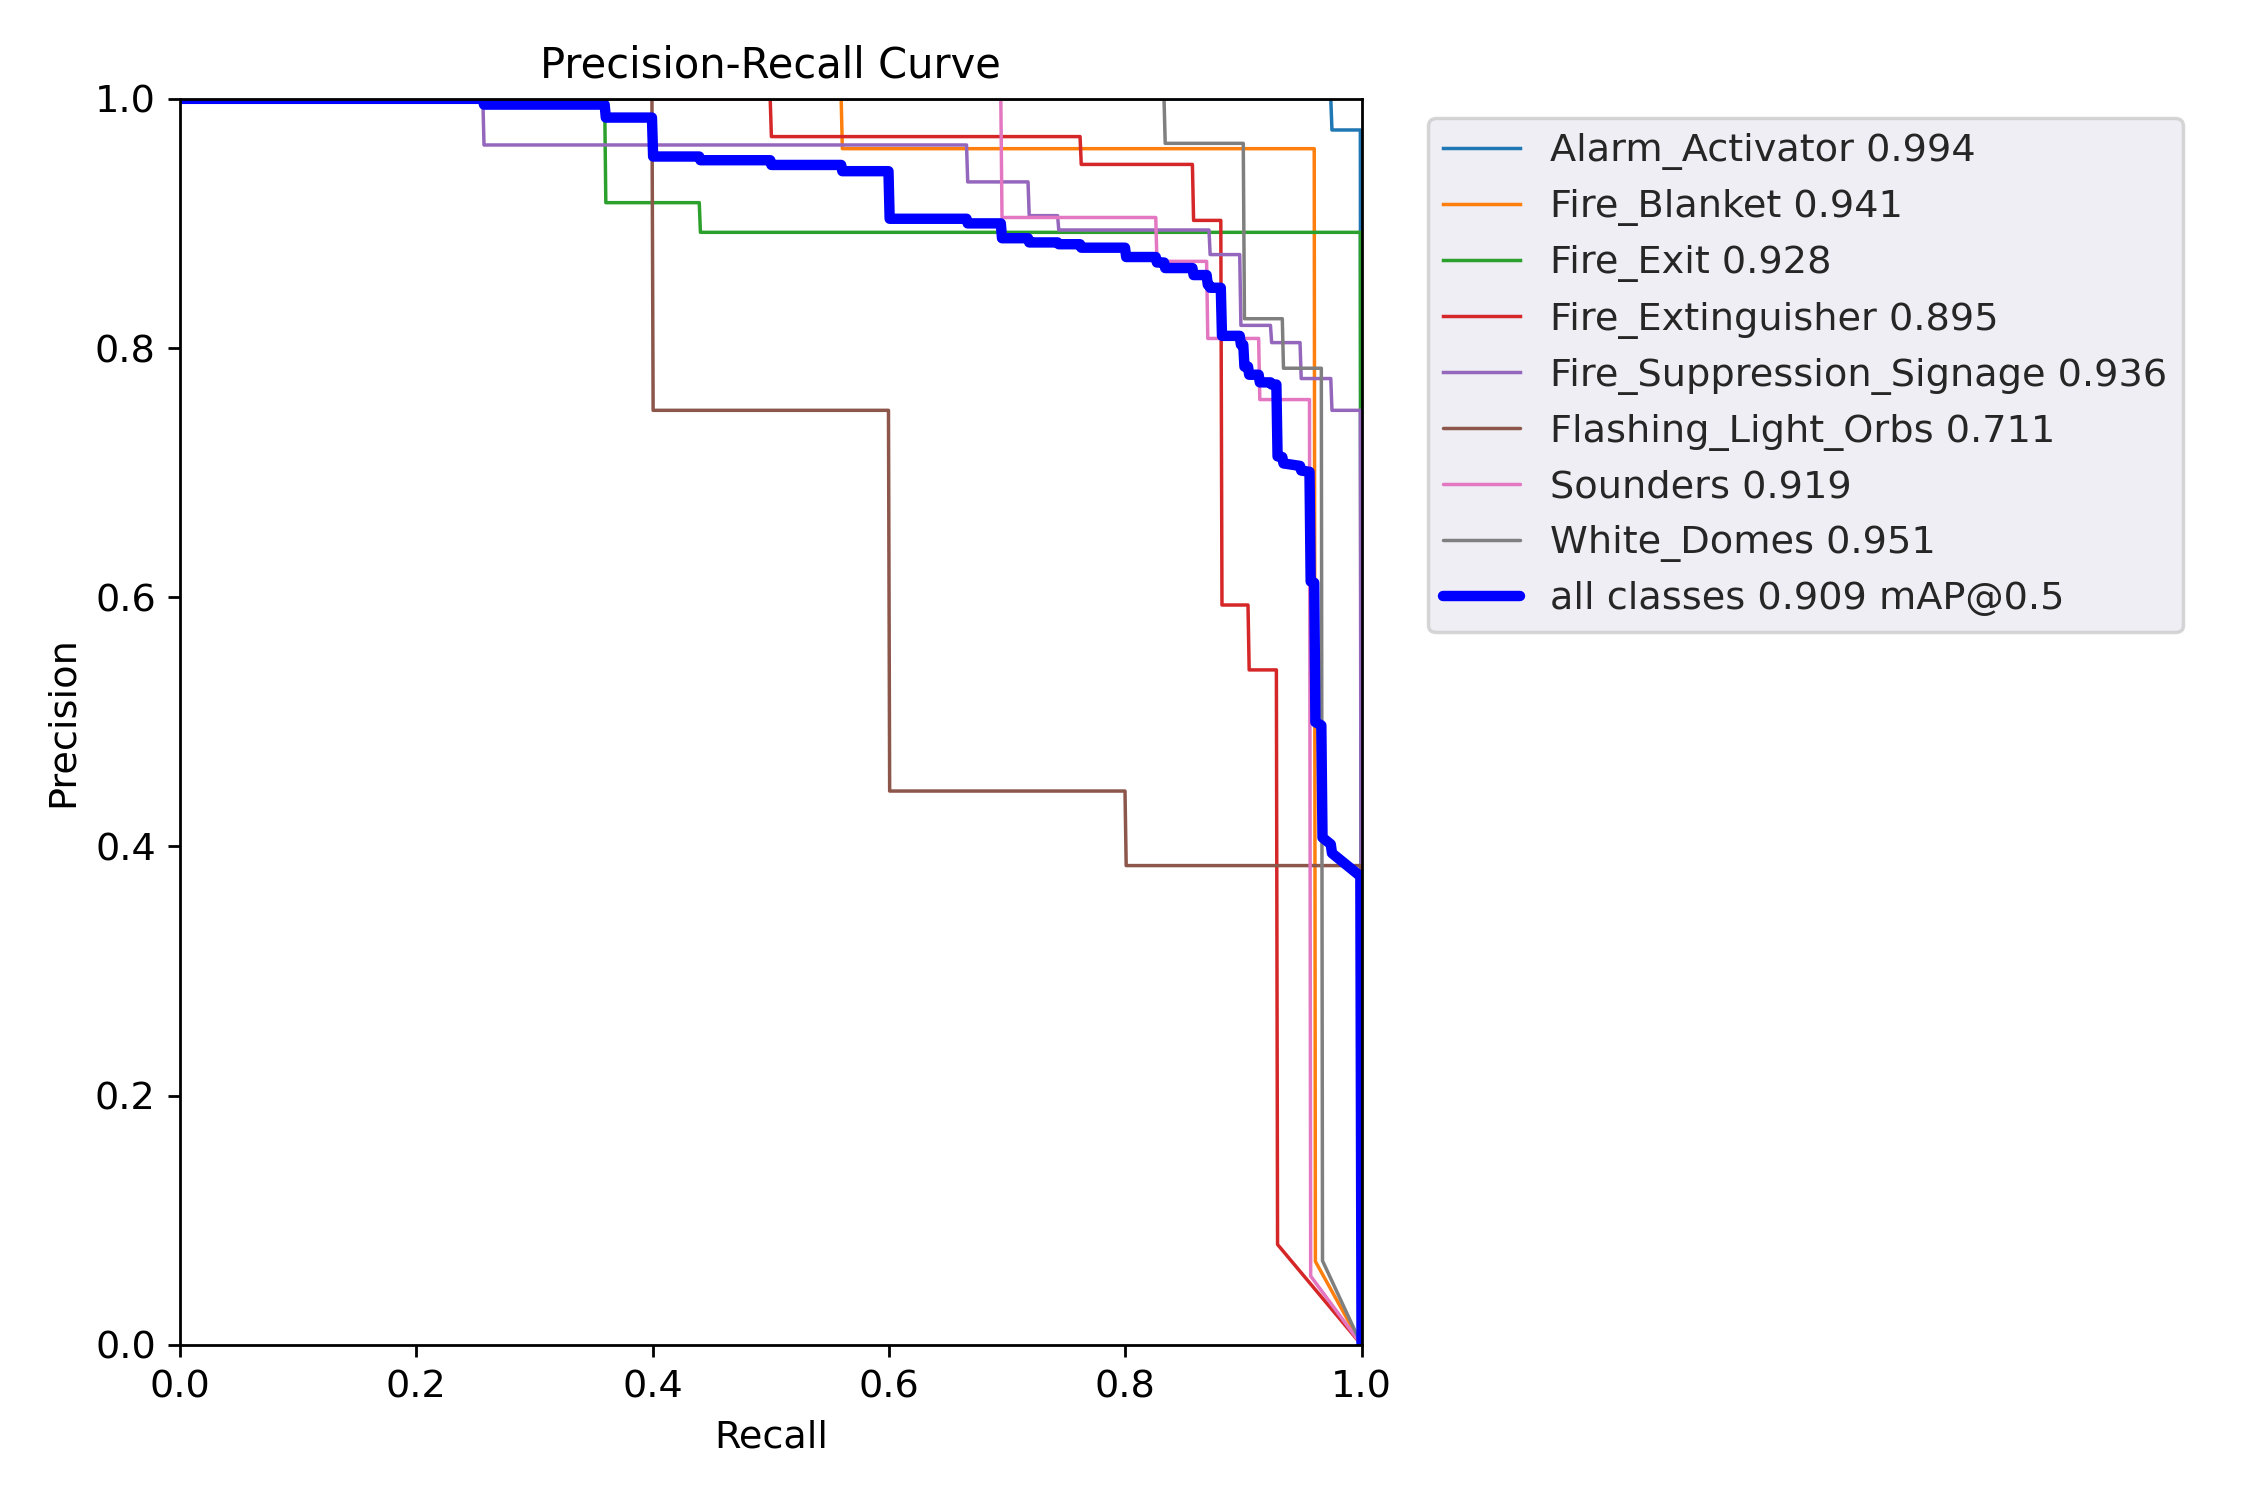 Precision-Recall Curve
1.0
0.8
0.6
0.4
0.2
0.0
Precision
0.0 0.2 0.4 0.6 0.8 1.0
Recall
Alarm_Activator 0.994
Fire_Blanket 0.941
Fire_Exit 0.928
Fire_Extinguisher 0.895
Fire_Suppression_Signage 0.936
Flashing_Light_Orbs 0.711
Sounders 0.919
White_Domes 0.951
all classes 0.909 mAP@0.5